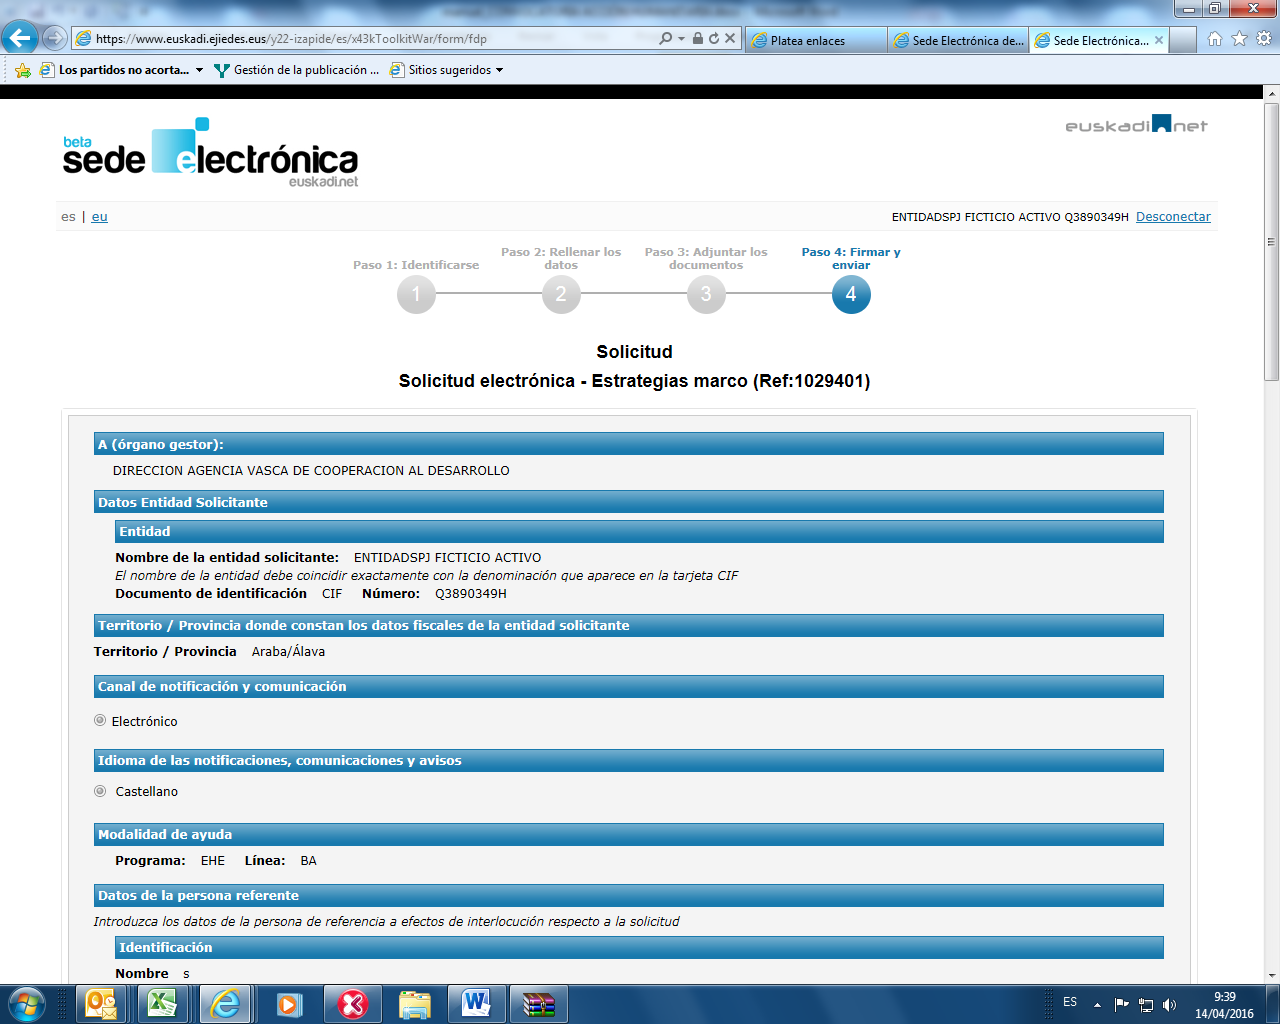 https://www.euskadi.ejiedes.eus/y22-izapide/es/x43kToolkitWar/form/fdp
Platea enlaces
Sede Electrónica de...
Sede Electrónica...
Los partidos no acorta...
Gestión de la publicación ...
Sitios sugeridos
beta
sede electrónica
euskadi.net
euskadi net
es | eu
ENTIDADSPJ FICTICIO ACTIVO Q3890349H Desconectar
Paso 1: Identificarse
Paso 2: Rellenar los datos
Paso 3: Adjuntar los documentos
Paso 4: Firmar y enviar
1
2
3
4
Solicitud
Solicitud electrónica - Estrategias marco (Ref:1029401)
A (órgano gestor):
DIRECCION AGENCIA VASCA DE COOPERACION AL DESARROLLO
Datos Entidad Solicitante
Entidad
Nombre de la entidad solicitante: ENTIDADSPJ FICTICIO ACTIVO
El nombre de la entidad debe coincidir exactamente con la denominación que aparece en la tarjeta CIF
Documento de identificación CIF Número: Q3890349H
Territorio / Provincia donde constan los datos fiscales de la entidad solicitante
Territorio / Provincia Araba/Álava
Canal de notificación y comunicación
Electrónico
Idioma de las notificaciones, comunicaciones y avisos
Castellano
Modalidad de ayuda
Programa: EHE Línea: BA
Datos de la persona referente
Introduzca los datos de la persona de referencia a efectos de interlocución respecto a la solicitud
Identificación
Nombre s
ES
9:39
14/04/2016